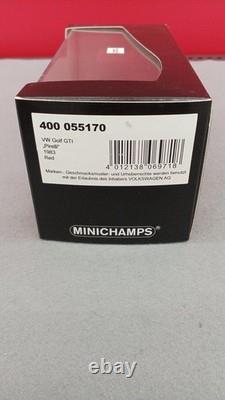 400 055170
VW Golf GTi
„Pirelli"
1983
Red
4 012138 069718
Marken-, Geschmacksmuster- und Urheberrechte werden benutzt
mit der Erlaubnis des Inhabers VOLKSWAGEN AG
MINICHAMPS